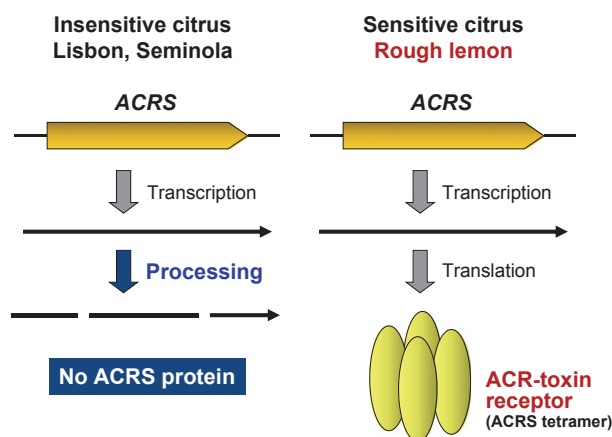 Insensitive citrus
Lisbon, Seminola
ACRS
Transcription
Processing
No ACRS protein
Sensitive citrus
Rough lemon
ACRS
Transcription
Translation
ACR-toxin
receptor
(ACRS tetramer)